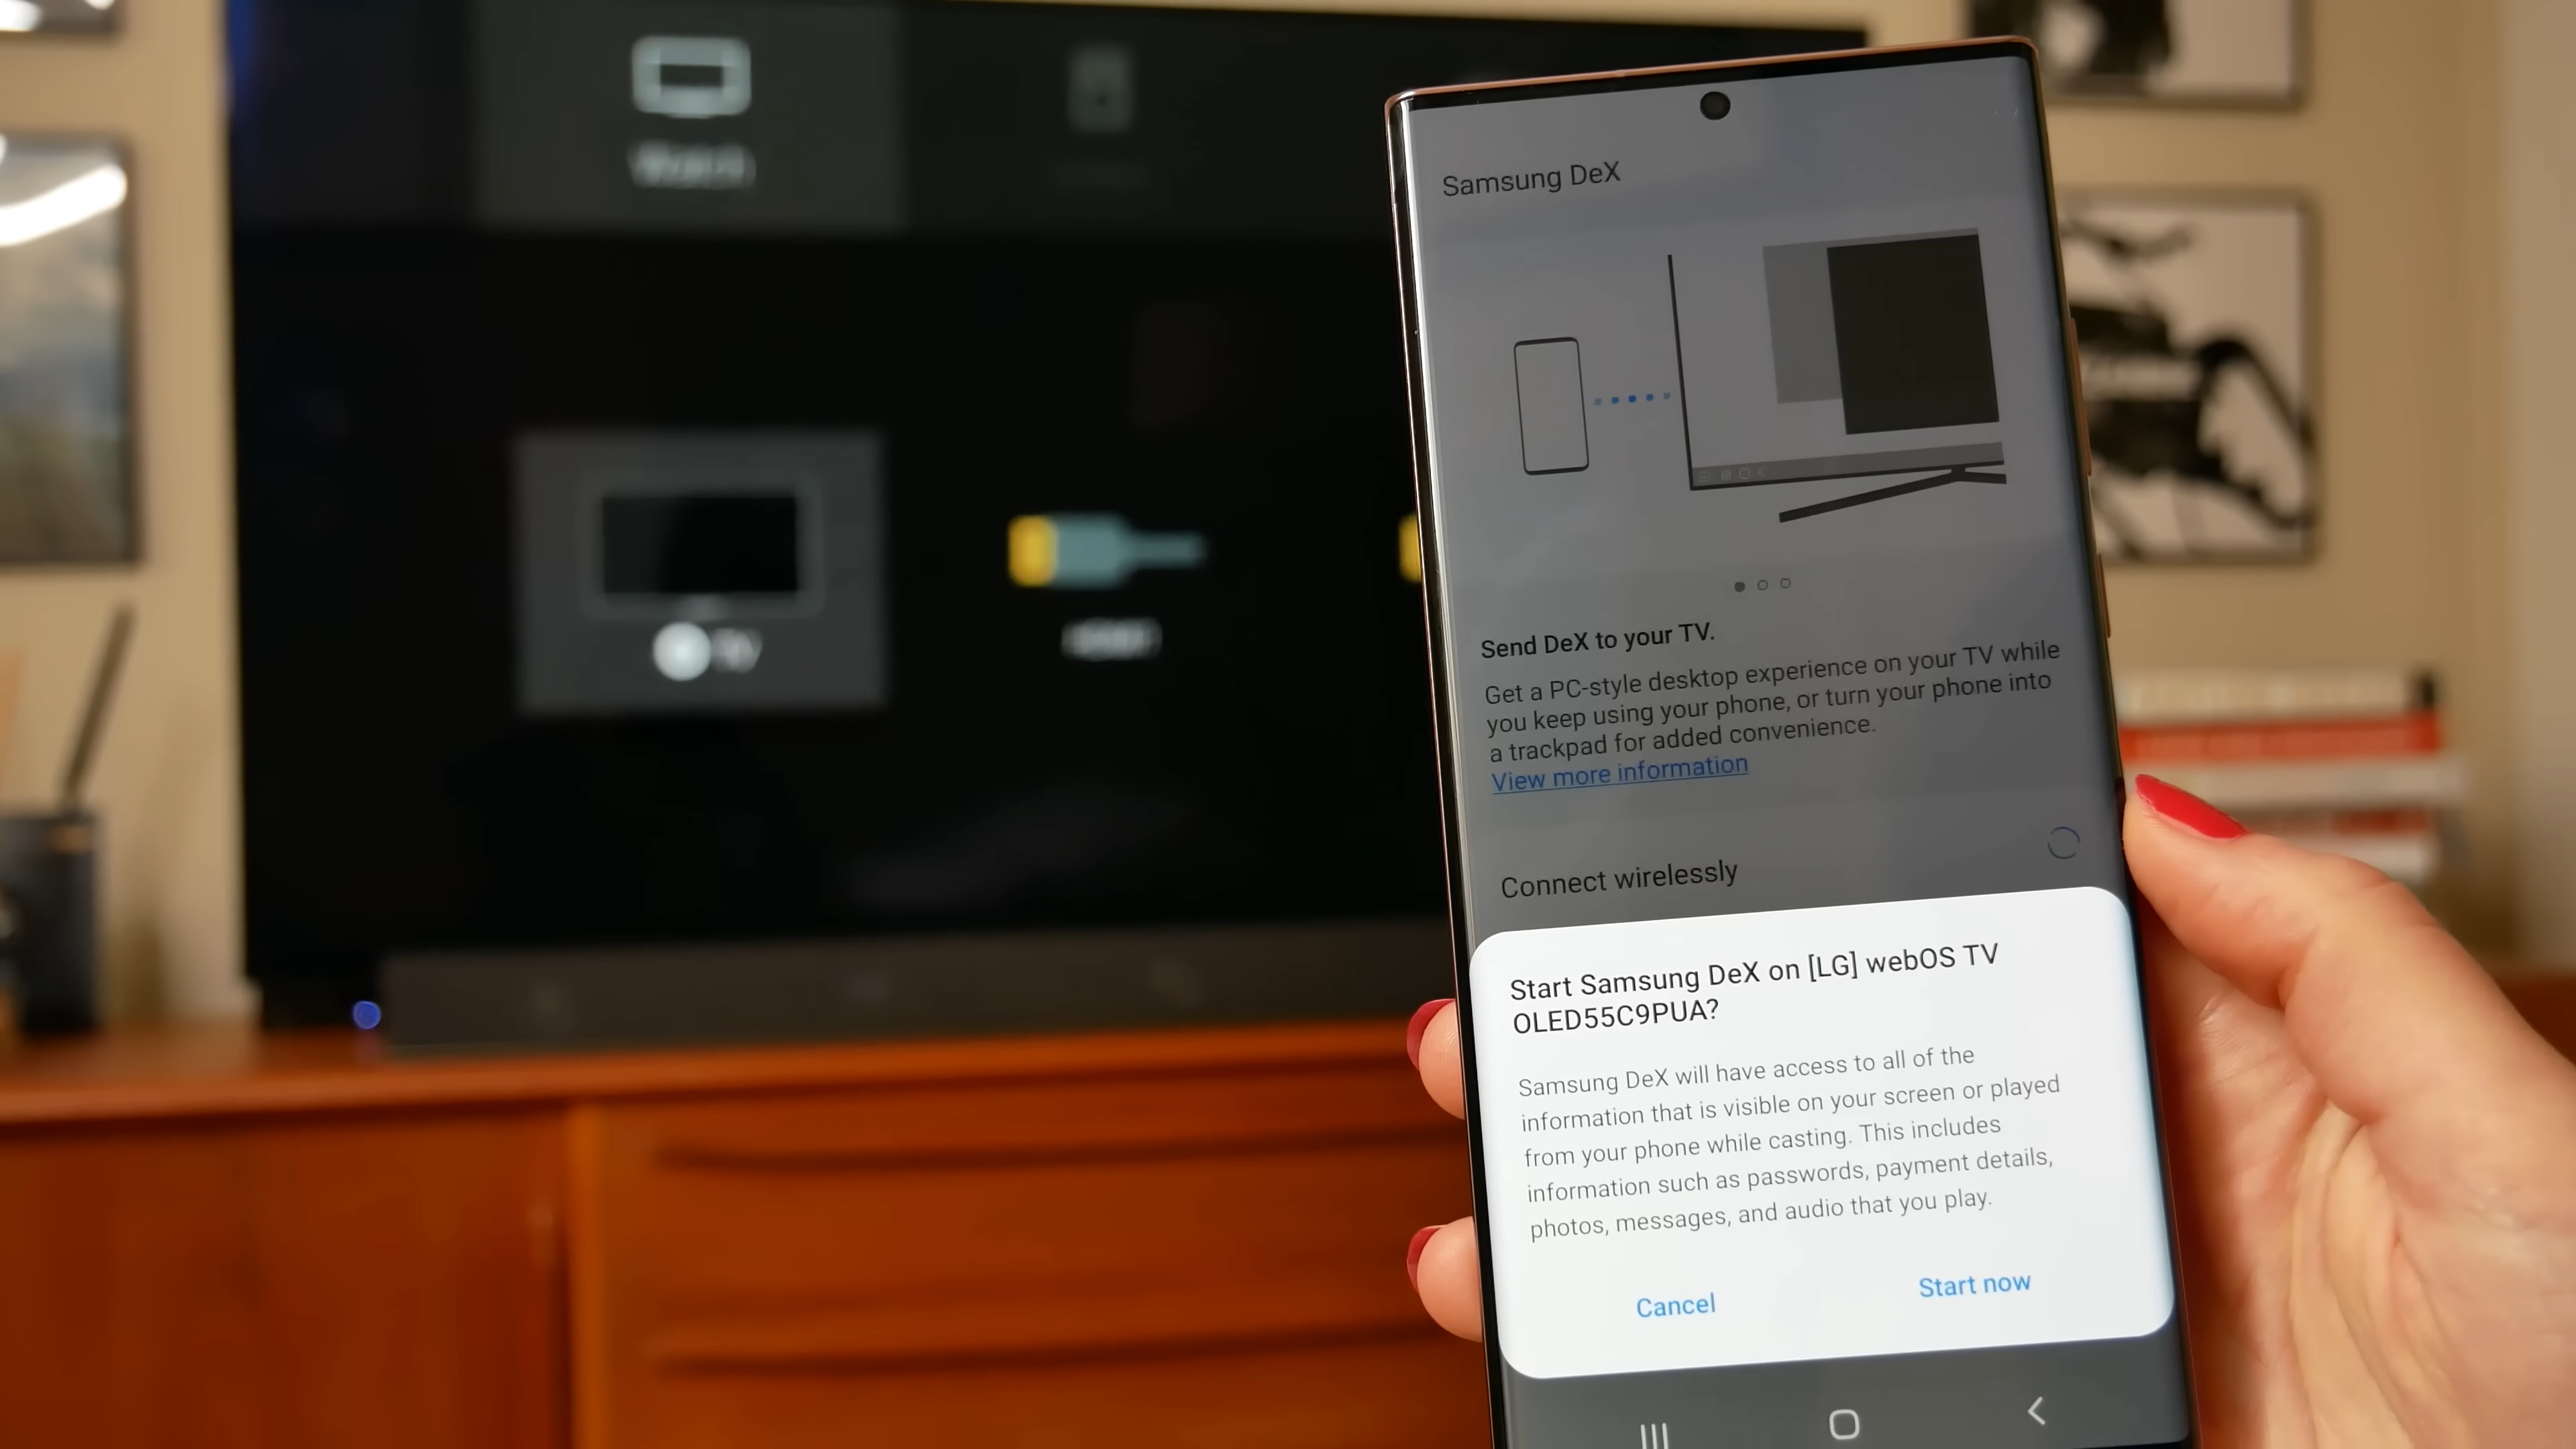 Watch
TV
Samsung DeX
Send DeX to your TV.
Get a PC-style desktop experience on your TV while
you keep using your phone, or turn your phone into
a trackpad for added convenience.
View more information
Connect wirelessly
Start Samsung DeX on [LG] webOS TV
OLED55C9PUA?
Samsung DeX will have access to all of the
information that is visible on your screen or played
from your phone while casting. This includes
information such as passwords, payment details,
photos, messages, and audio that you play.
Cancel
Start now